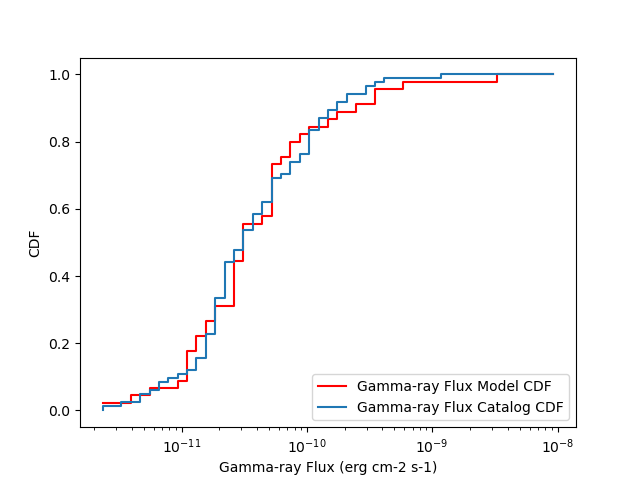 1.0
0.8
0.6
0.4
0.2
0.0
CDF
10⁻¹¹
10⁻¹⁰
10⁻⁹
10⁻⁸
Gamma-ray Flux (erg cm-2 s-1)
Gamma-ray Flux Model CDF
Gamma-ray Flux Catalog CDF